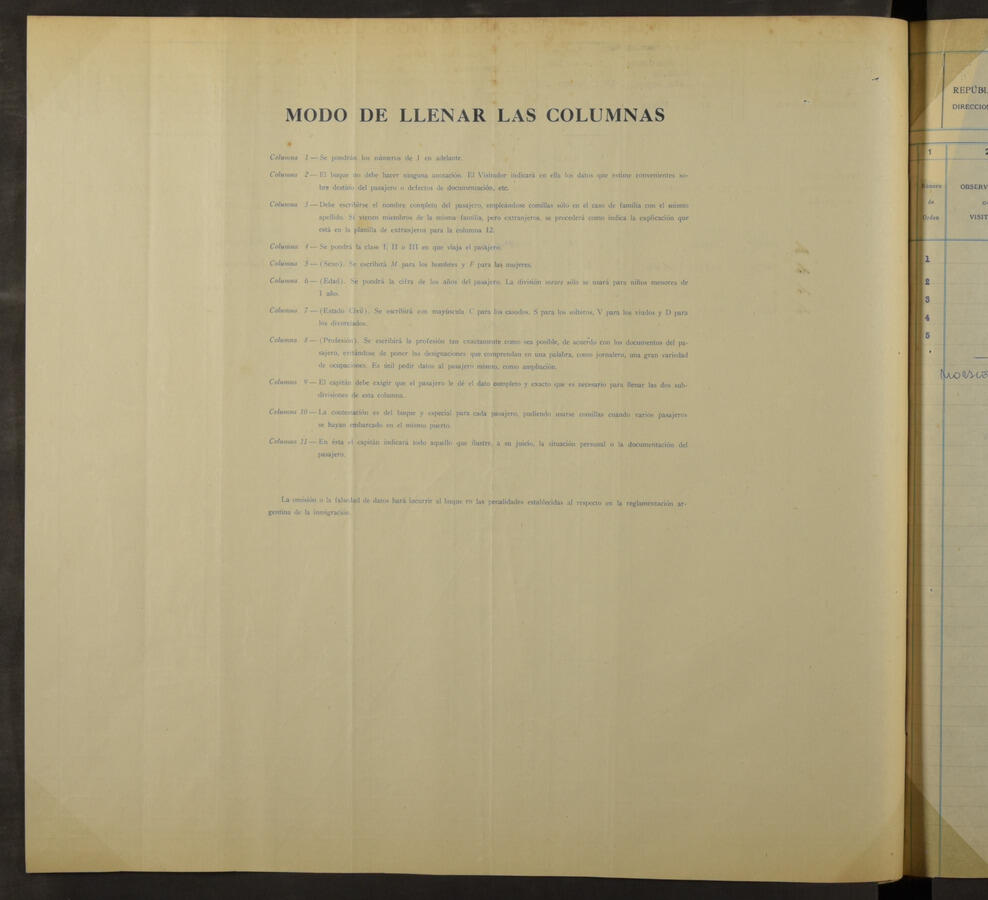 MODO DE LLENAR LAS COLUMNAS
Columna 1 — Se pondrán los números de 1 en adelante.
Columna 2 — El buque no debe hacer ninguna anotación. El Visitador indicará en ella los datos que estime convenientes so-
bre destino del pasajero o defectos de documentación, etc.
Columna 3 — Debe escribirse el nombre completo del pasajero, empleándose comillas sólo en el caso de familia con el mismo
apellido. Si vienen miembros de la misma familia, pero extranjeros, se procederá como indica la explicación que
está en la planilla de extranjeros para la columna 12.
Columna 4 — Se pondrá la clase I, II o III en que viaja el pasajero.
Columna 5 — (Sexo). Se escribirá M para los hombres y F para las mujeres.
Columna 6 — (Edad). Se pondrá la cifra de los años del pasajero. La división meses sólo se usará para niños menores de
1 año.
Columna 7 — (Estado Civil). Se escribirá con mayúscula C para los casados, S para los solteros, V para los viudos y D para
los divorciados.
Columna 8 — (Profesión). Se escribirá la profesión tan exactamente como sea posible, de acuerdo con los documentos del pa-
sajero, evitándose de poner las designaciones que comprendan en una palabra, como jornalero, una gran variedad
de ocupaciones. Es útil pedir datos al pasajero mismo, como ampliación.
Columna 9 — El capitán debe exigir que el pasajero le dé el dato completo y exacto que es necesario para llenar las dos sub-
divisiones de esta columna.
Columna 10 — La contestación es del buque y especial para cada pasajero, pudiendo usarse comillas cuando varios pasajeros
se hayan embarcado en el mismo puerto.
Columna 11 — En ésta el capitán indicará todo aquello que ilustre, a su juicio, la situación personal o la documentación del
pasajero.
La omisión o la falsedad de datos hará incurrir al buque en las penalidades establecidas al respecto en la reglamentación ar-
gentina de la inmigración.
REPÚBL
DIRECCION
1
2
Número
de
Orden
OBSERV
VISIT
1
2
3
4
5